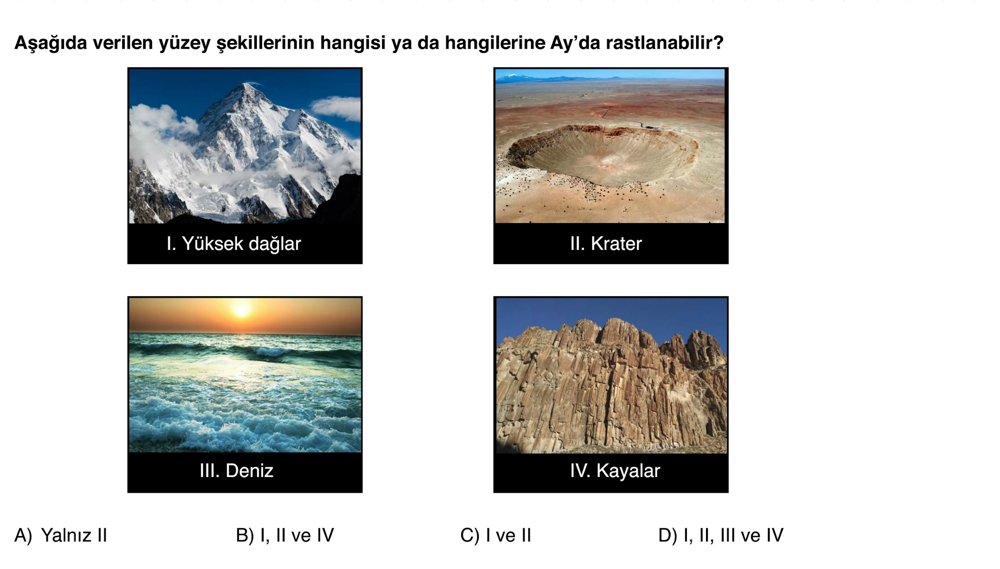 Aşağıda verilen yüzey şekillerinin hangisi ya da hangilerine Ay’da rastlanabilir?
I. Yüksek dağlar
II. Krater
III. Deniz
IV. Kayalar
A) Yalnız II
B) I, II ve IV
C) I ve II
D) I, II, III ve IV